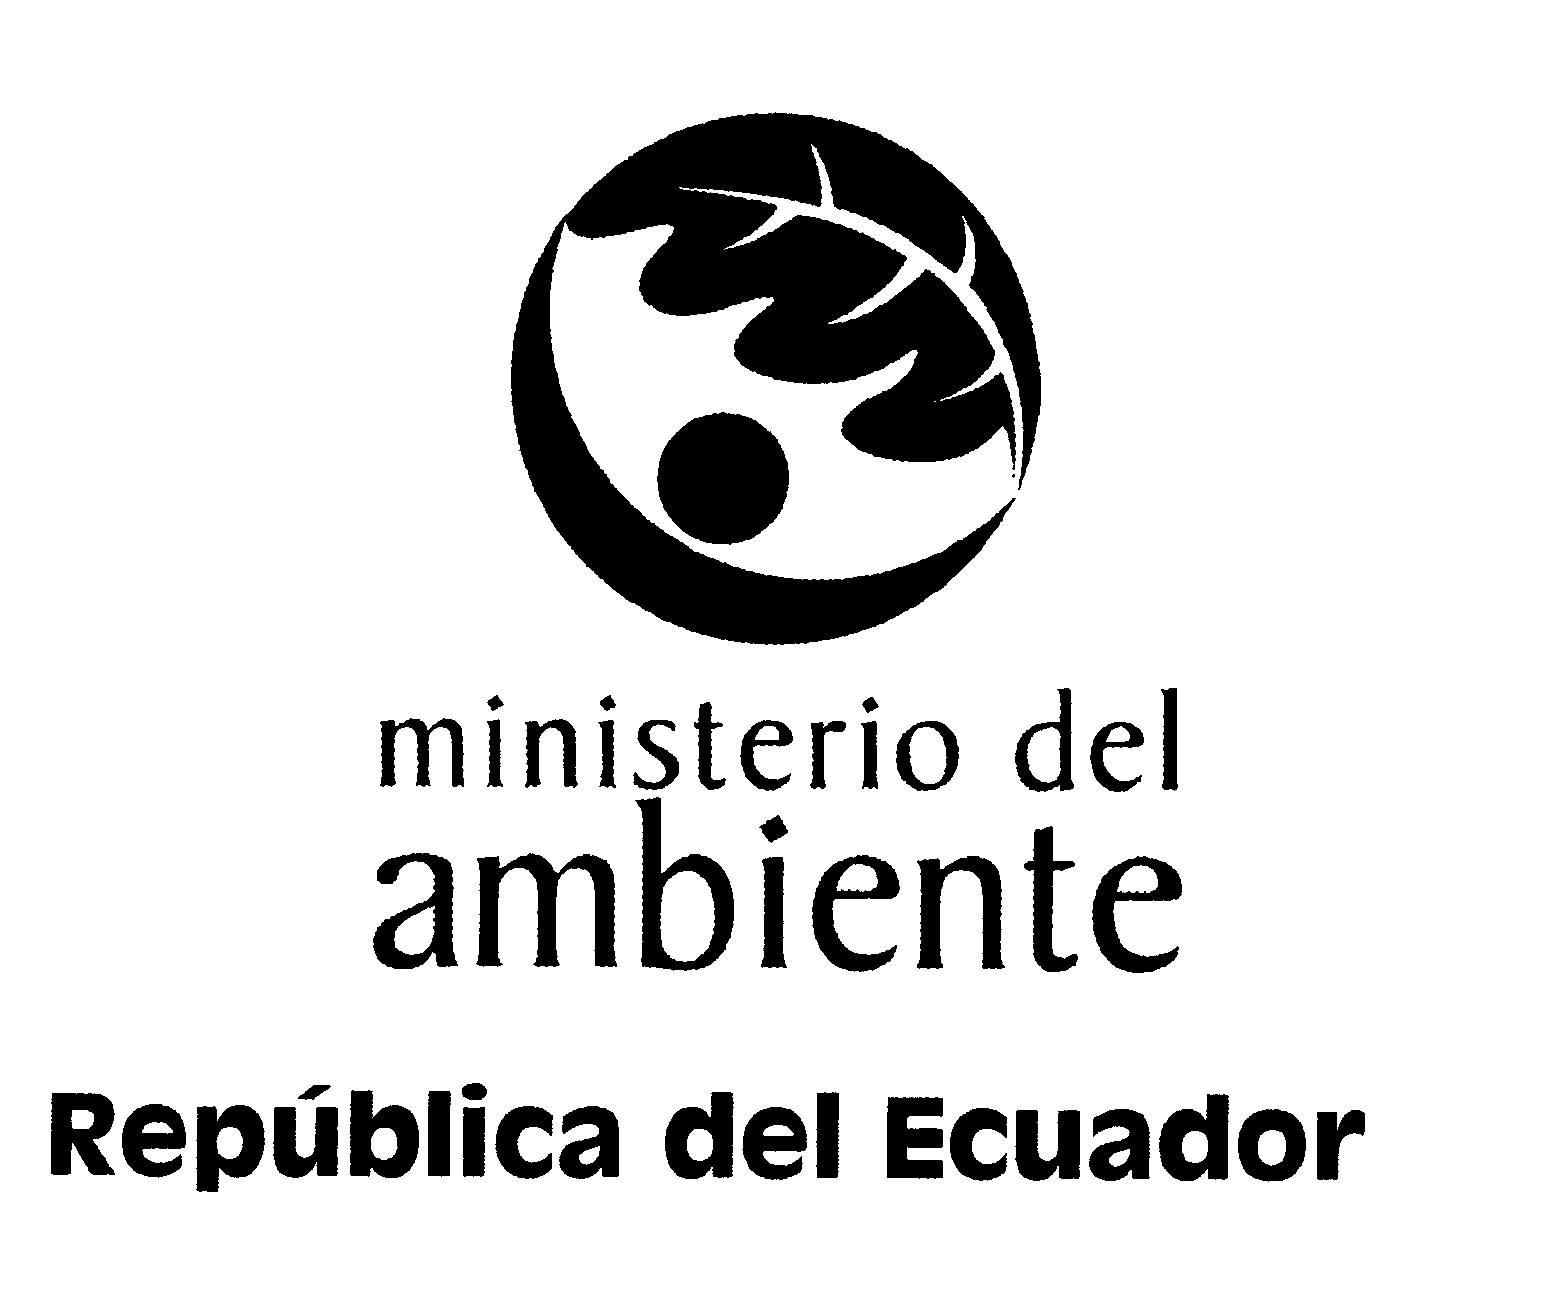 ministerio del
ambiente
República del Ecuador